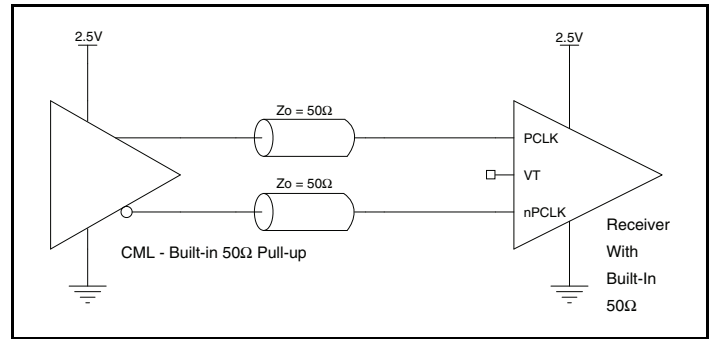 2.5V
2.5V
Zo = 50Ω
PCLK
VT
Zo = 50Ω
nPCLK
CML - Built-in 50Ω Pull-up
Receiver
With
Built-In
50Ω